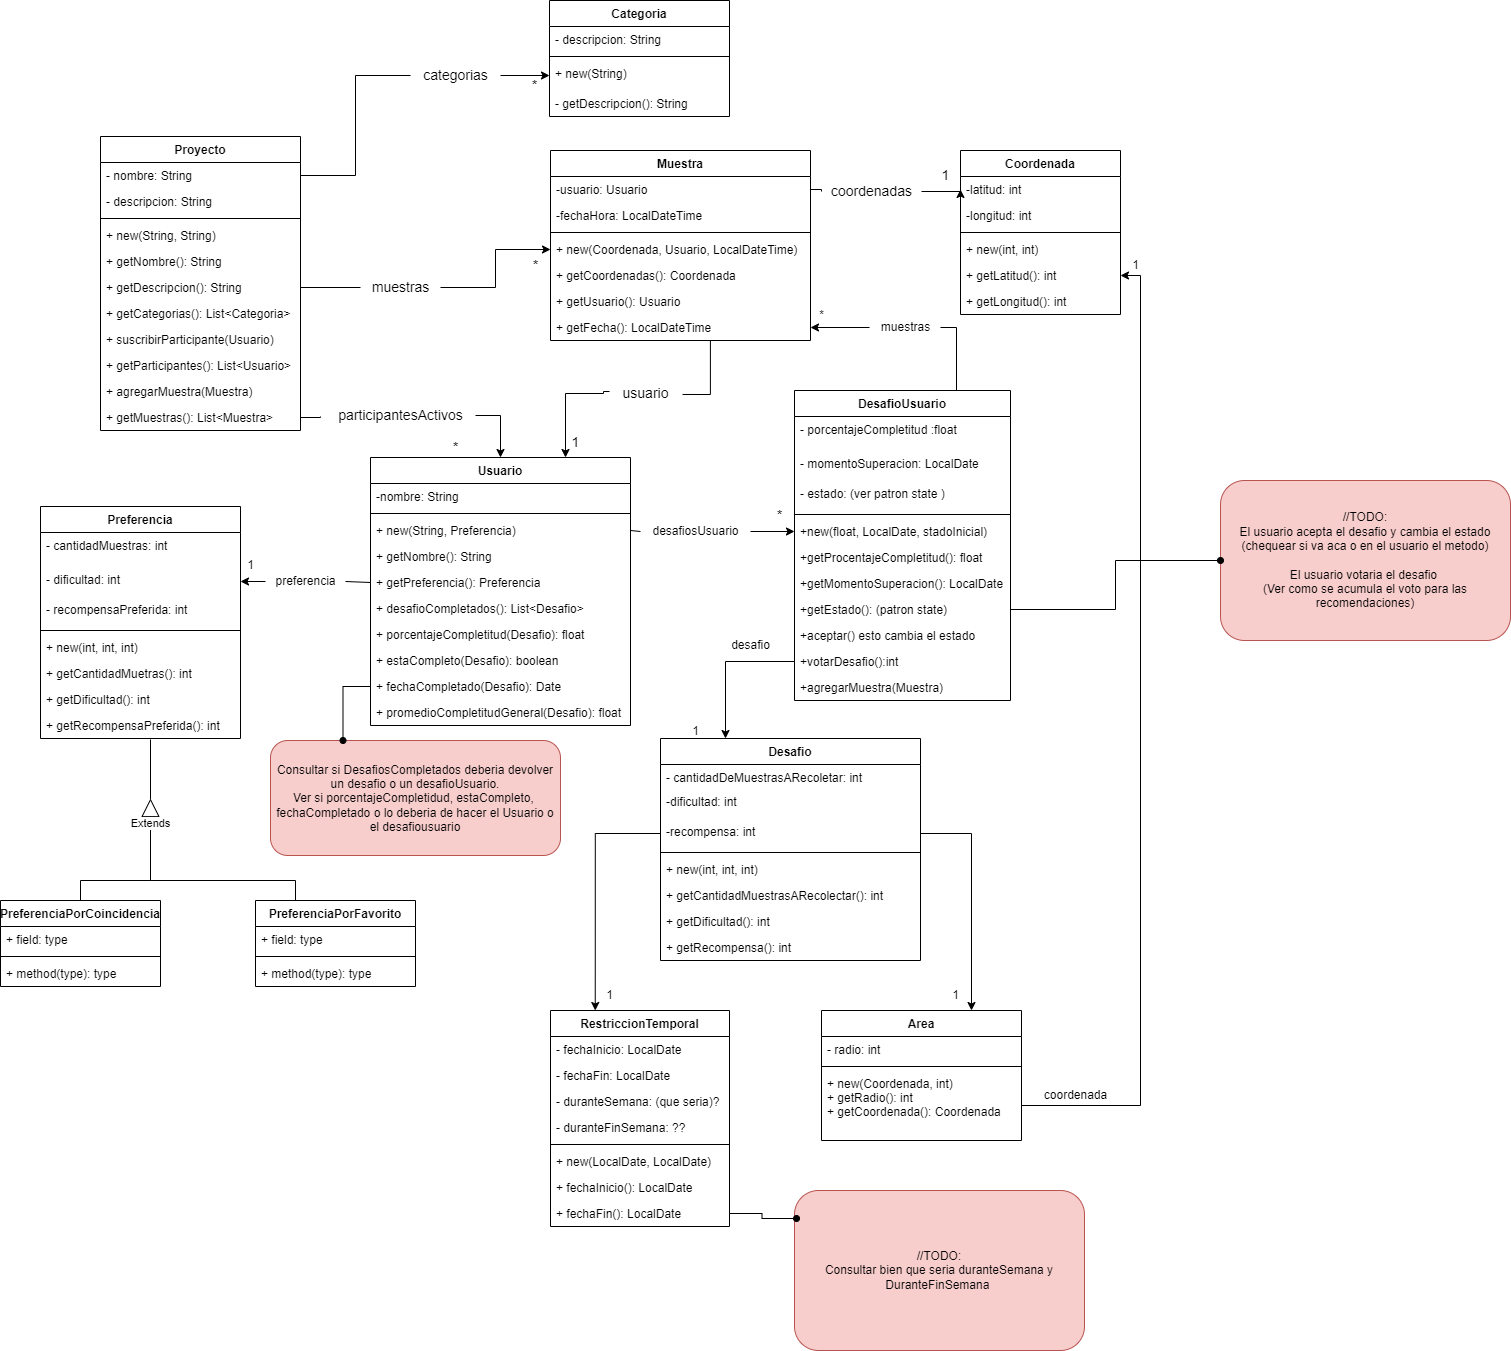 Categoria
- descripcion: String
+ new(String)
- getDescripcion(): String
categorias
*
Proyecto
- nombre: String
- descripcion: String
+ new(String, String)
+ getNombre(): String
+ getDescripcion(): String
+ getCategorias(): List<Categoria>
+ suscribirParticipante(Usuario)
+ getParticipantes(): List<Usuario>
+ agregarMuestra(Muestra)
+ getMuestras(): List<Muestra>
muestras
*
participantesActivos
*
Muestra
-usuario: Usuario
-fechaHora: LocalDateTime
+ new(Coordenada, Usuario, LocalDateTime)
+ getCoordenadas(): Coordenada
+ getUsuario(): Usuario
+ getFecha(): LocalDateTime
coordenadas
1
Coordenada
-latitud: int
-longitud: int
+ new(int, int)
+ getLatitud(): int
+ getLongitud(): int
1
usuario
1
muestras
*
Usuario
-nombre: String
+ new(String, Preferencia)
+ getNombre(): String
+ getPreferencia(): Preferencia
+ desafioCompletados(): List<Desafio>
+ porcentajeCompletitud(Desafio): float
+ estaCompleto(Desafio): boolean
+ fechaCompletado(Desafio): Date
+ promedioCompletitudGeneral(Desafio): float
desafiosUsuario
*
DesafioUsuario
- porcentajeCompletitud :float
- momentoSuperacion: LocalDate
- estado: (ver patron state )
+new(float, LocalDate, stadoInicial)
+getProcentajeCompletitud(): float
+getMomentoSuperacion(): LocalDate
+getEstado(): (patron state)
+aceptar() esto cambia el estado
+votarDesafio():int
+agregarMuestra(Muestra)
//TODO:
El usuario acepta el desafio y cambia el estado
(chequear si va aca o en el usuario el metodo)
El usuario votaria el desafio
(Ver como se acumula el voto para las
recomendaciones)
Preferencia
- cantidadMuestras: int
- dificultad: int
- recompensaPreferida: int
+ new(int, int, int)
+ getCantidadMuetras(): int
+ getDificultad(): int
+ getRecompensaPreferida(): int
1
preferencia
Extends
PreferenciaPorCoincidencia
+ field: type
+ method(type): type
PreferenciaPorFavorito
+ field: type
+ method(type): type
Consultar si DesafiosCompletados deberia devolver
un desafio o un desafioUsuario.
Ver si porcentajeCompletidud, estaCompleto,
fechaCompletado o lo deberia de hacer el Usuario o
el desafiousuario
desafio
1
Desafio
- cantidadDeMuestrasARecoletar: int
-dificultad: int
-recompensa: int
+ new(int, int, int)
+ getCantidadMuestrasARecolectar(): int
+ getDificultad(): int
+ getRecompensa(): int
1
1
RestriccionTemporal
- fechaInicio: LocalDate
- fechaFin: LocalDate
- duranteSemana: (que seria)?
- duranteFinSemana: ??
+ new(LocalDate, LocalDate)
+ fechaInicio(): LocalDate
+ fechaFin(): LocalDate
Area
- radio: int
+ new(Coordenada, int)
+ getRadio(): int
+ getCoordenada(): Coordenada
coordenada
//TODO:
Consultar bien que seria duranteSemana y
DuranteFinSemana